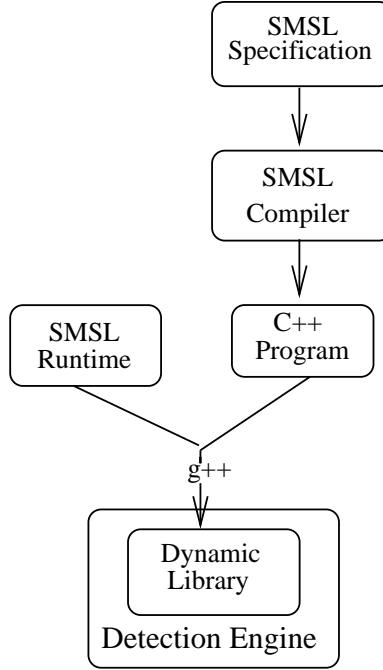 SMSL
Specification
SMSL
Compiler
SMSL
Runtime
C++
Program
g++
Dynamic
Library
Detection Engine